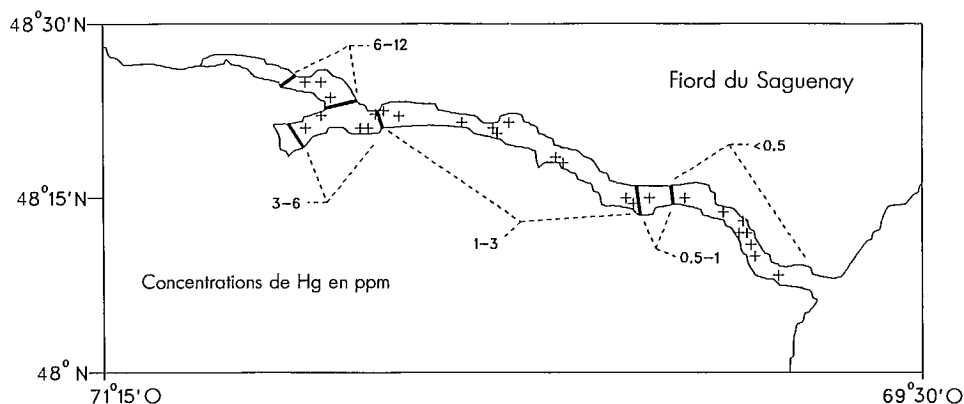 48°30'N
6-12
Fiord du Saguenay
<0.5
3-6
48°15'N
1-3
0.5-1
Concentrations de Hg en ppm
48°N
71°15'O
69°30'O